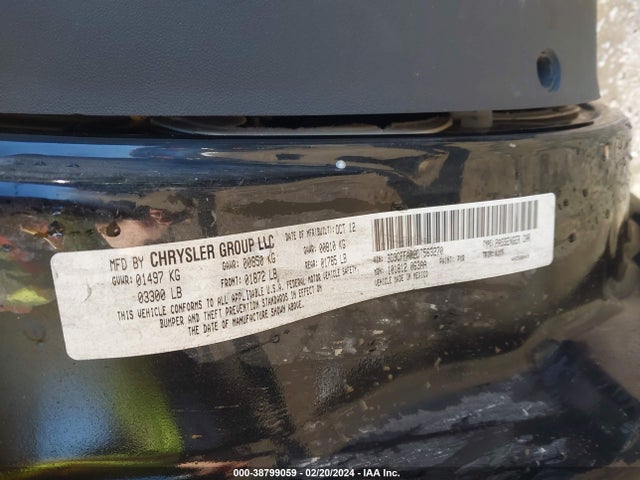 MFD BY CHRYSLER GROUP LLC
DATE OF MFR/BUILT: OCT 12
GVWR: 01497 KG
GAWR: 00850 KG
GAWR: 00810 KG
03300 LB
FRONT: 01872 LB
REAR: 01785 LB
THIS VEHICLE CONFORMS TO ALL APPLICABLE U.S.A. FEDERAL MOTOR VEHICLE SAFETY
BUMPER AND THEFT PREVENTION STANDARDS IN EFFECT ON
THE DATE OF MANUFACTURE SHOWN ABOVE.
TYPE: PASSENGER CAR
VEHICLE MADE IN MEXICO
PAINT: PXR
000-38799059 - 02/20/2024 - IAA Inc.